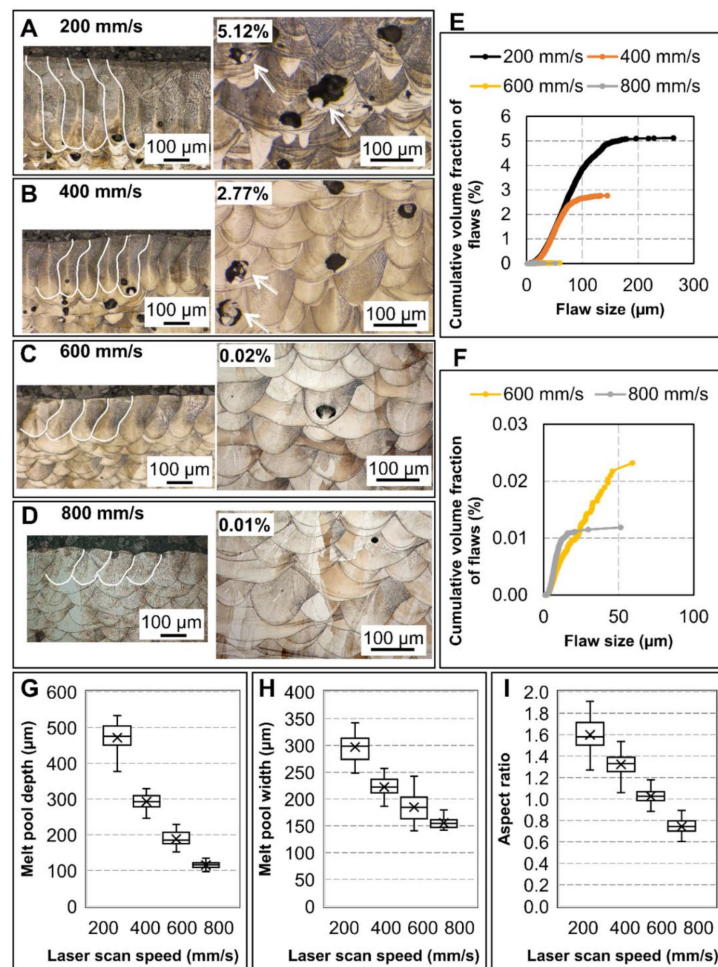 A
200 mm/s
5.12%
100 µm
100 µm
B
400 mm/s
2.77%
100 µm
100 µm
C
600 mm/s
0.02%
100 µm
100 µm
D
800 mm/s
0.01%
100 µm
100 µm
E
200 mm/s
400 mm/s
600 mm/s
800 mm/s
Cumulative volume fraction of
flaws (%)
6
5
4
3
2
1
0
0
100
200
300
Flaw size (µm)
F
600 mm/s
800 mm/s
Cumulative volume fraction
of flaws (%)
0.03
0.02
0.01
0.00
0
50
100
Flaw size (µm)
G
Melt pool depth (µm)
600
500
400
300
200
100
0
200 400 600 800
Laser scan speed (mm/s)
H
Melt pool width (µm)
400
350
300
250
200
150
100
50
0
200 400 600 800
Laser scan speed (mm/s)
I
Aspect ratio
2.0
1.8
1.6
1.4
1.2
1.0
0.8
0.6
0.4
0.2
0.0
200 400 600 800
Laser scan speed (mm/s)